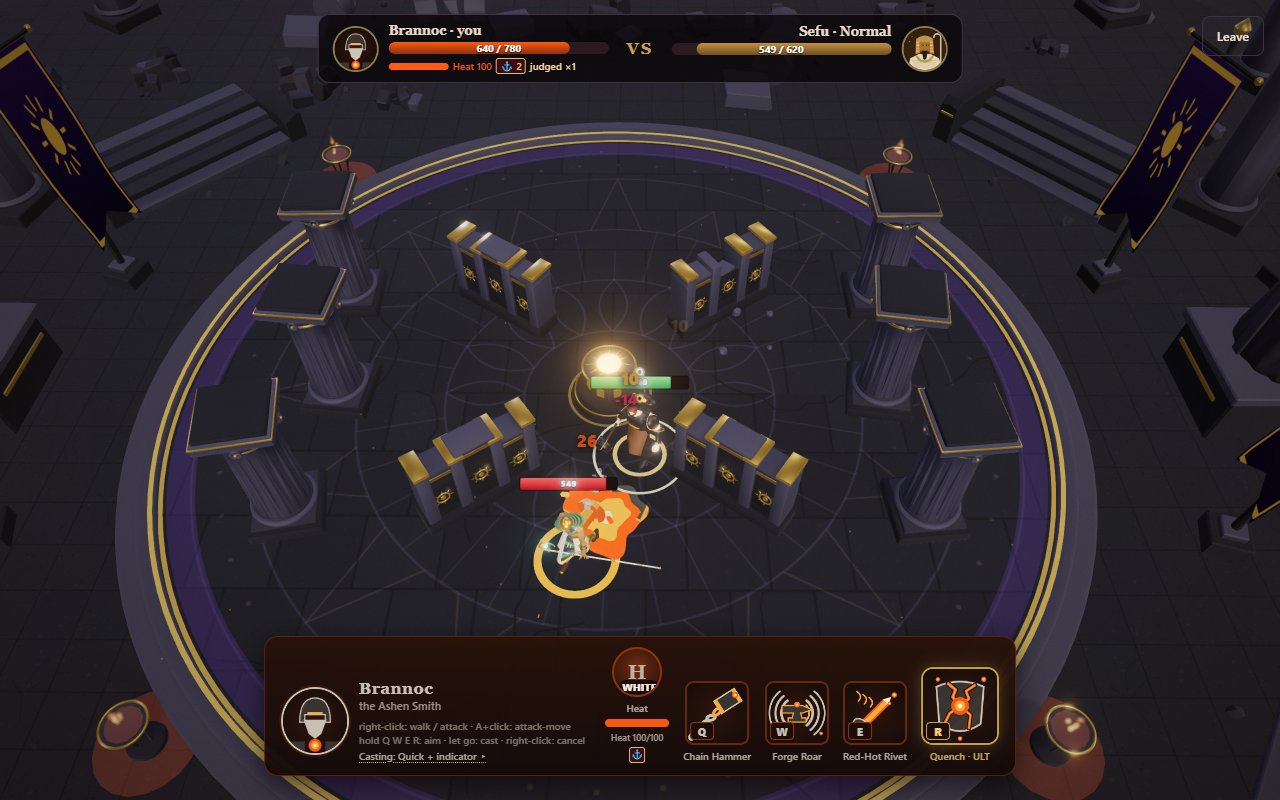 Brannoc · you
640 / 780
Heat 100 2 judged ×1
VS
Sefu · Normal
549 / 620
Leave
10
10
-14
26
549
Brannoc
the Ashen Smith
right-click: walk / attack · A+click: attack-move
hold Q W E R: aim · let go: cast · right-click: cancel
Casting: Quick + indicator
H
WHITE
Heat
Heat 100/100
Q
Chain Hammer
W
Forge Roar
E
Red-Hot Rivet
R
Quench · ULT